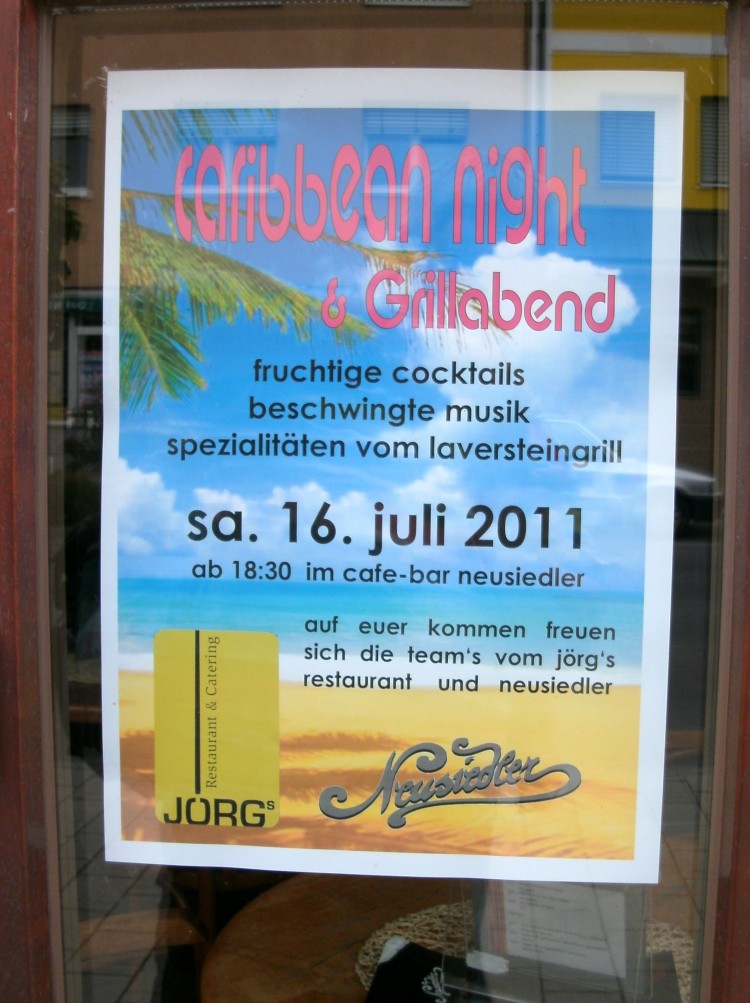 caribbean night
& Grillabend
fruchtige cocktails
beschwingte musik
spezialitäten vom laversteingrill
sa. 16. juli 2011
ab 18:30 im cafe-bar neusiedler
auf euer kommen freuen
sich die team's vom jörg's
restaurant und neusiedler
Restaurant & Catering
JÖRGs
Neusiedler